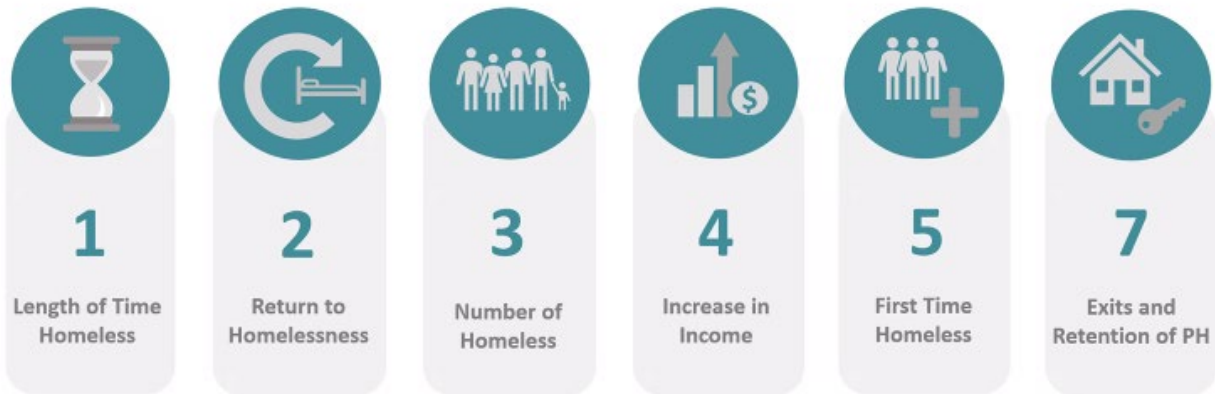 $
1
Length of Time
Homeless
2
Return to
Homelessness
3
Number of
Homeless
4
Increase in
Income
5
First Time
Homeless
7
Exits and
Retention of PH